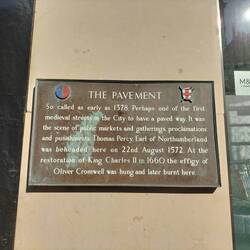 THE PAVEMENT
So called as early as 1378. Perhaps one of the first
medieval streets in the City to have a paved way. It was
the scene of public markets and gatherings, proclamations
and punishments. Thomas Percy, Earl of Northumberland
was beheaded here on 22nd. August 1572. At the
restoration of King Charles II in 1660 the effigy of
Oliver Cromwell was hung and later burnt here.
M&